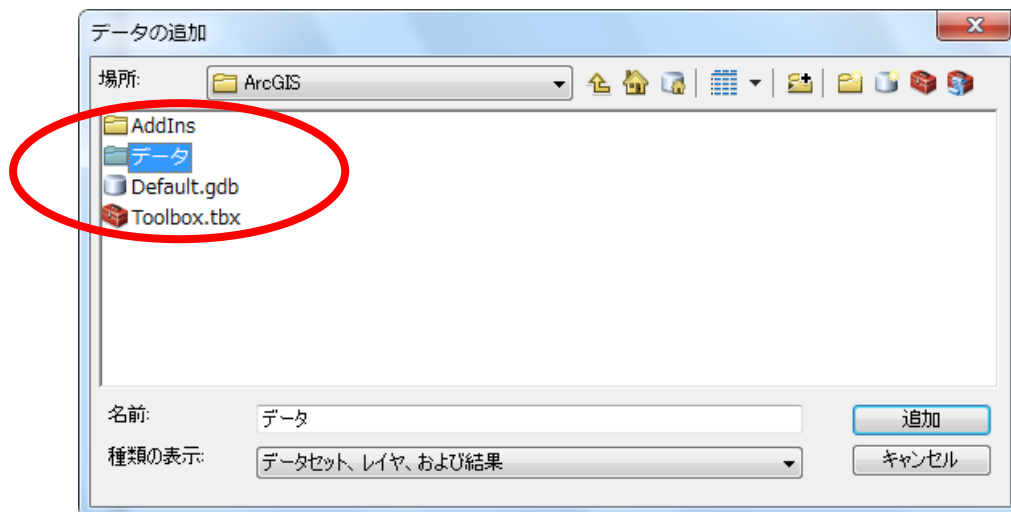 データの追加
場所: ArcGIS
AddIns
データ
Default.gdb
Toolbox.tbx
名前: データ 追加
種類の表示: データセット、レイヤ、および結果 キャンセル